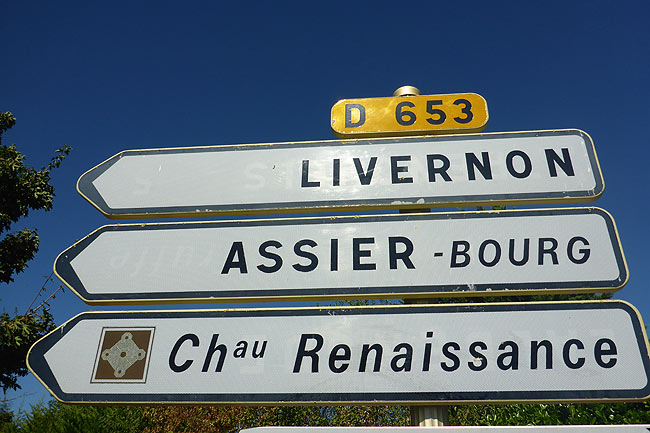 D 653
LIVERNON
ASSIER - BOURG
Chau Renaissance